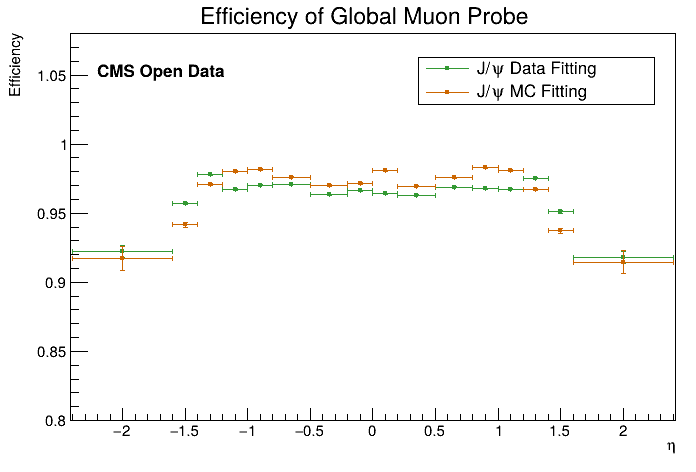 Efficiency of Global Muon Probe
Efficiency
CMS Open Data
J/ψ Data Fitting
J/ψ MC Fitting
1.05
1
0.95
0.9
0.85
0.8
−2 −1.5 −1 −0.5 0 0.5 1 1.5 2
η